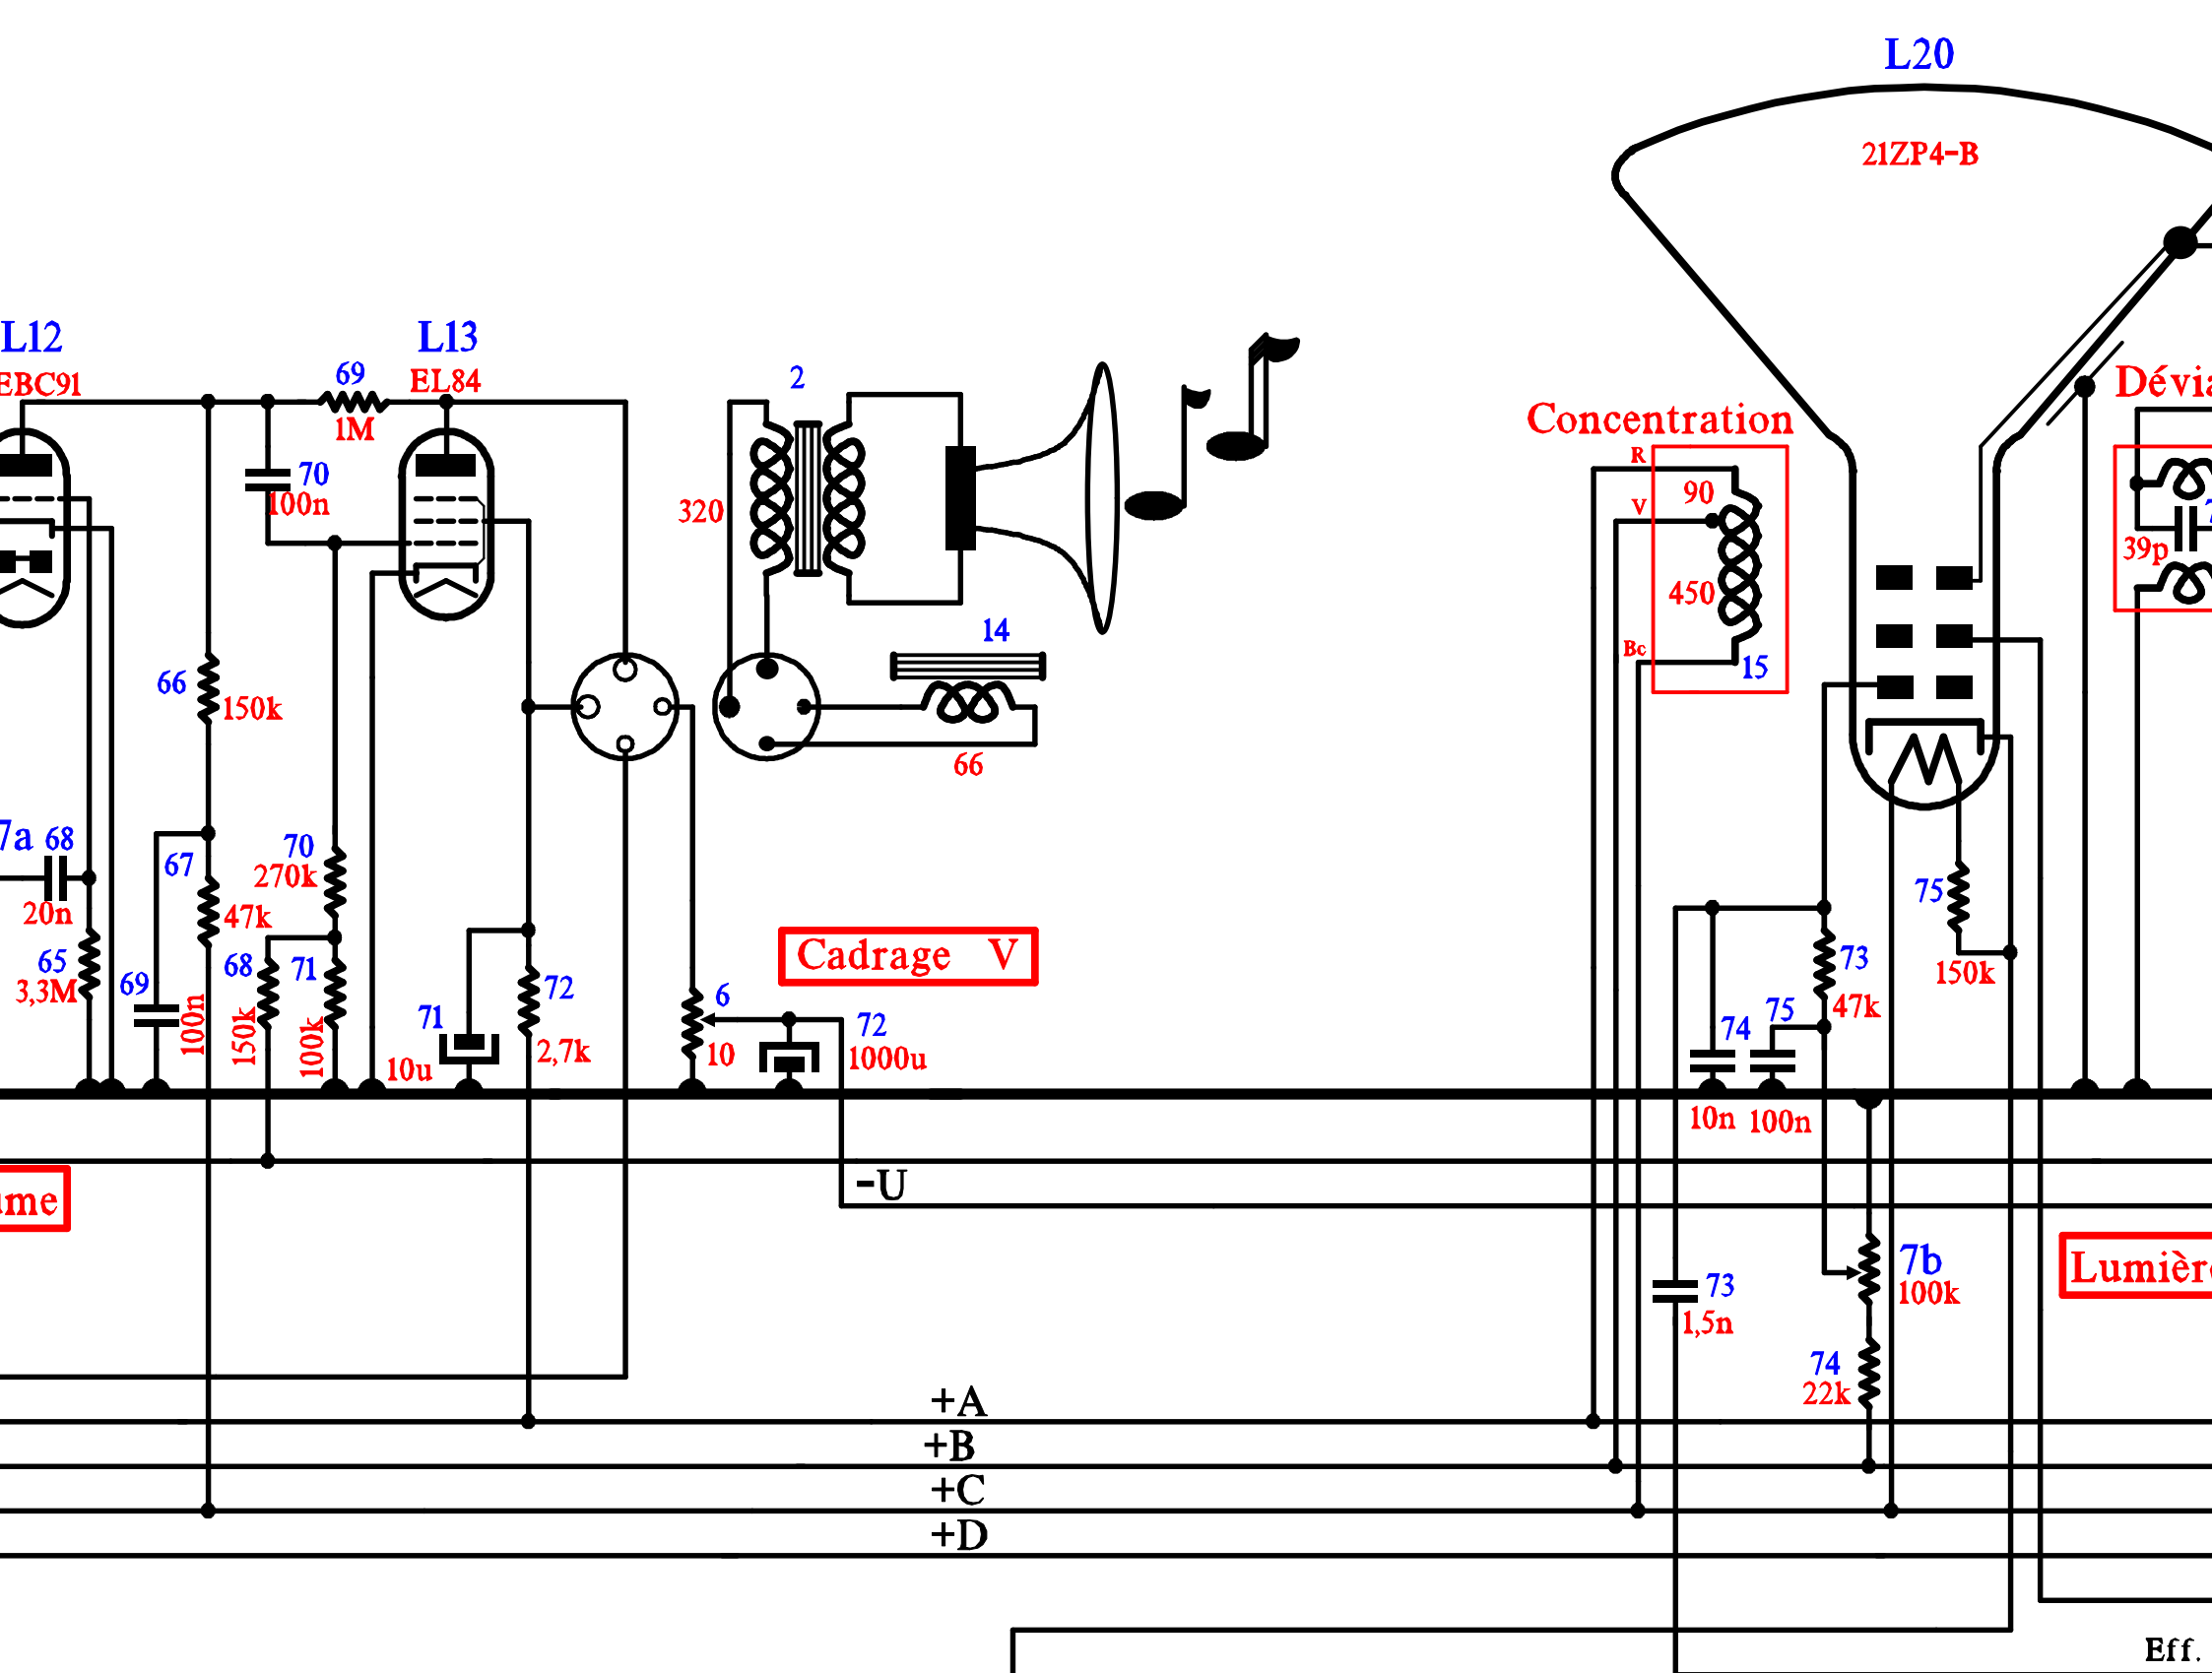 L20
21ZP4-B
L12
EBC91
69
1M
L13
EL84
2
320
Concentration
R
V
Bc
90
450
15
39p
70
100n
14
66
66
150k
7a
68
20n
65
3,3M
69
100n
67
47k
70
270k
68
150k
71
100k
71
10u
72
2,7k
Cadrage V
6
10
72
1000u
75
150k
73
47k
74
75
10n
100n
-U
7b
100k
73
1,5n
74
22k
+A
+B
+C
+D
Eff.